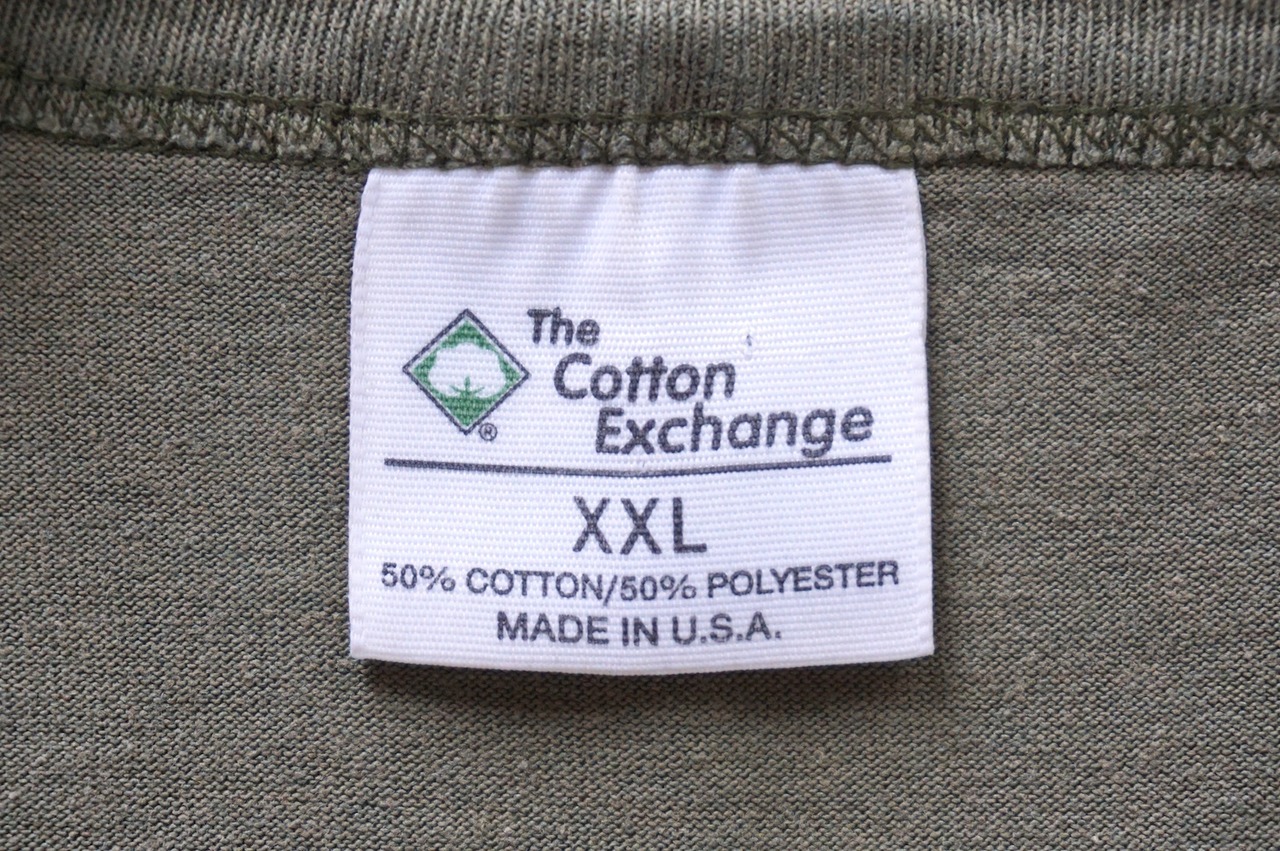 The
Cotton
Exchange
®
XXL
50% COTTON/50% POLYESTER
MADE IN U.S.A.